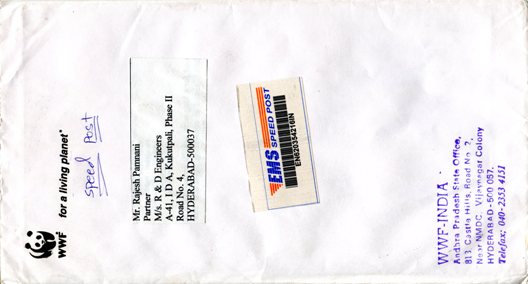 for a living planet®
WWF
speed post
Mr. Rajesh Pamnani
Partner
M/s. R & D Engineers
A-41, I D A, Kukutpali, Phase II
Road No. 4,
HYDERABAD-500037
EMS SPEED POST
WWF-INDIA
Andhra Pradesh State Office,
813, Castle Hills, Road No. 2,
Near NMDC, Vijaynagar Colony
HYDERABAD-500 057.
Telefax: 040-2353 4151